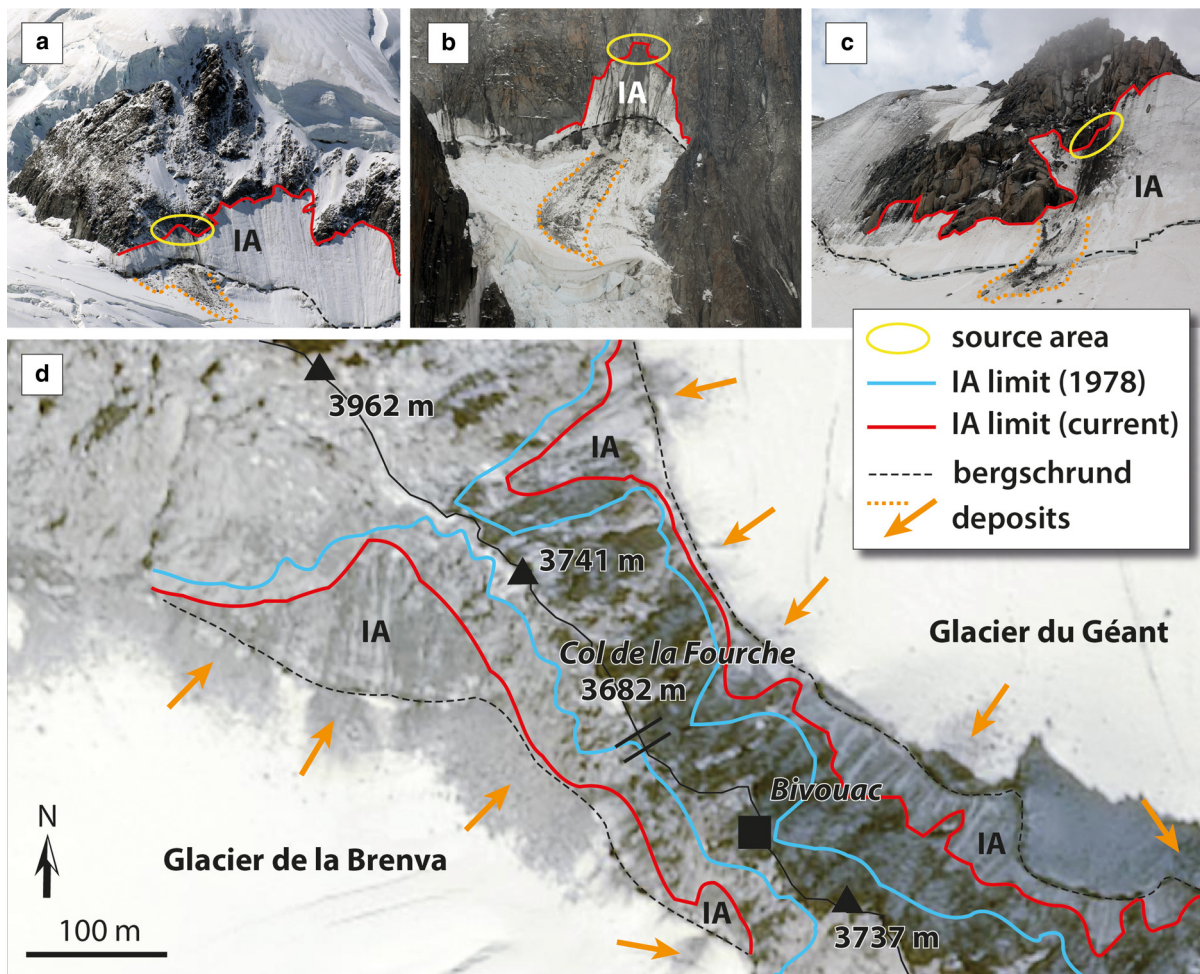 a
b
c
IA
IA
IA
source area
IA limit (1978)
IA limit (current)
bergschrund
deposits
d
3962 m
IA
3741 m
IA
Col de la Fourche
3682 m
Glacier du Géant
Bivouac
IA
N
Glacier de la Brenva
IA
100 m
3737 m